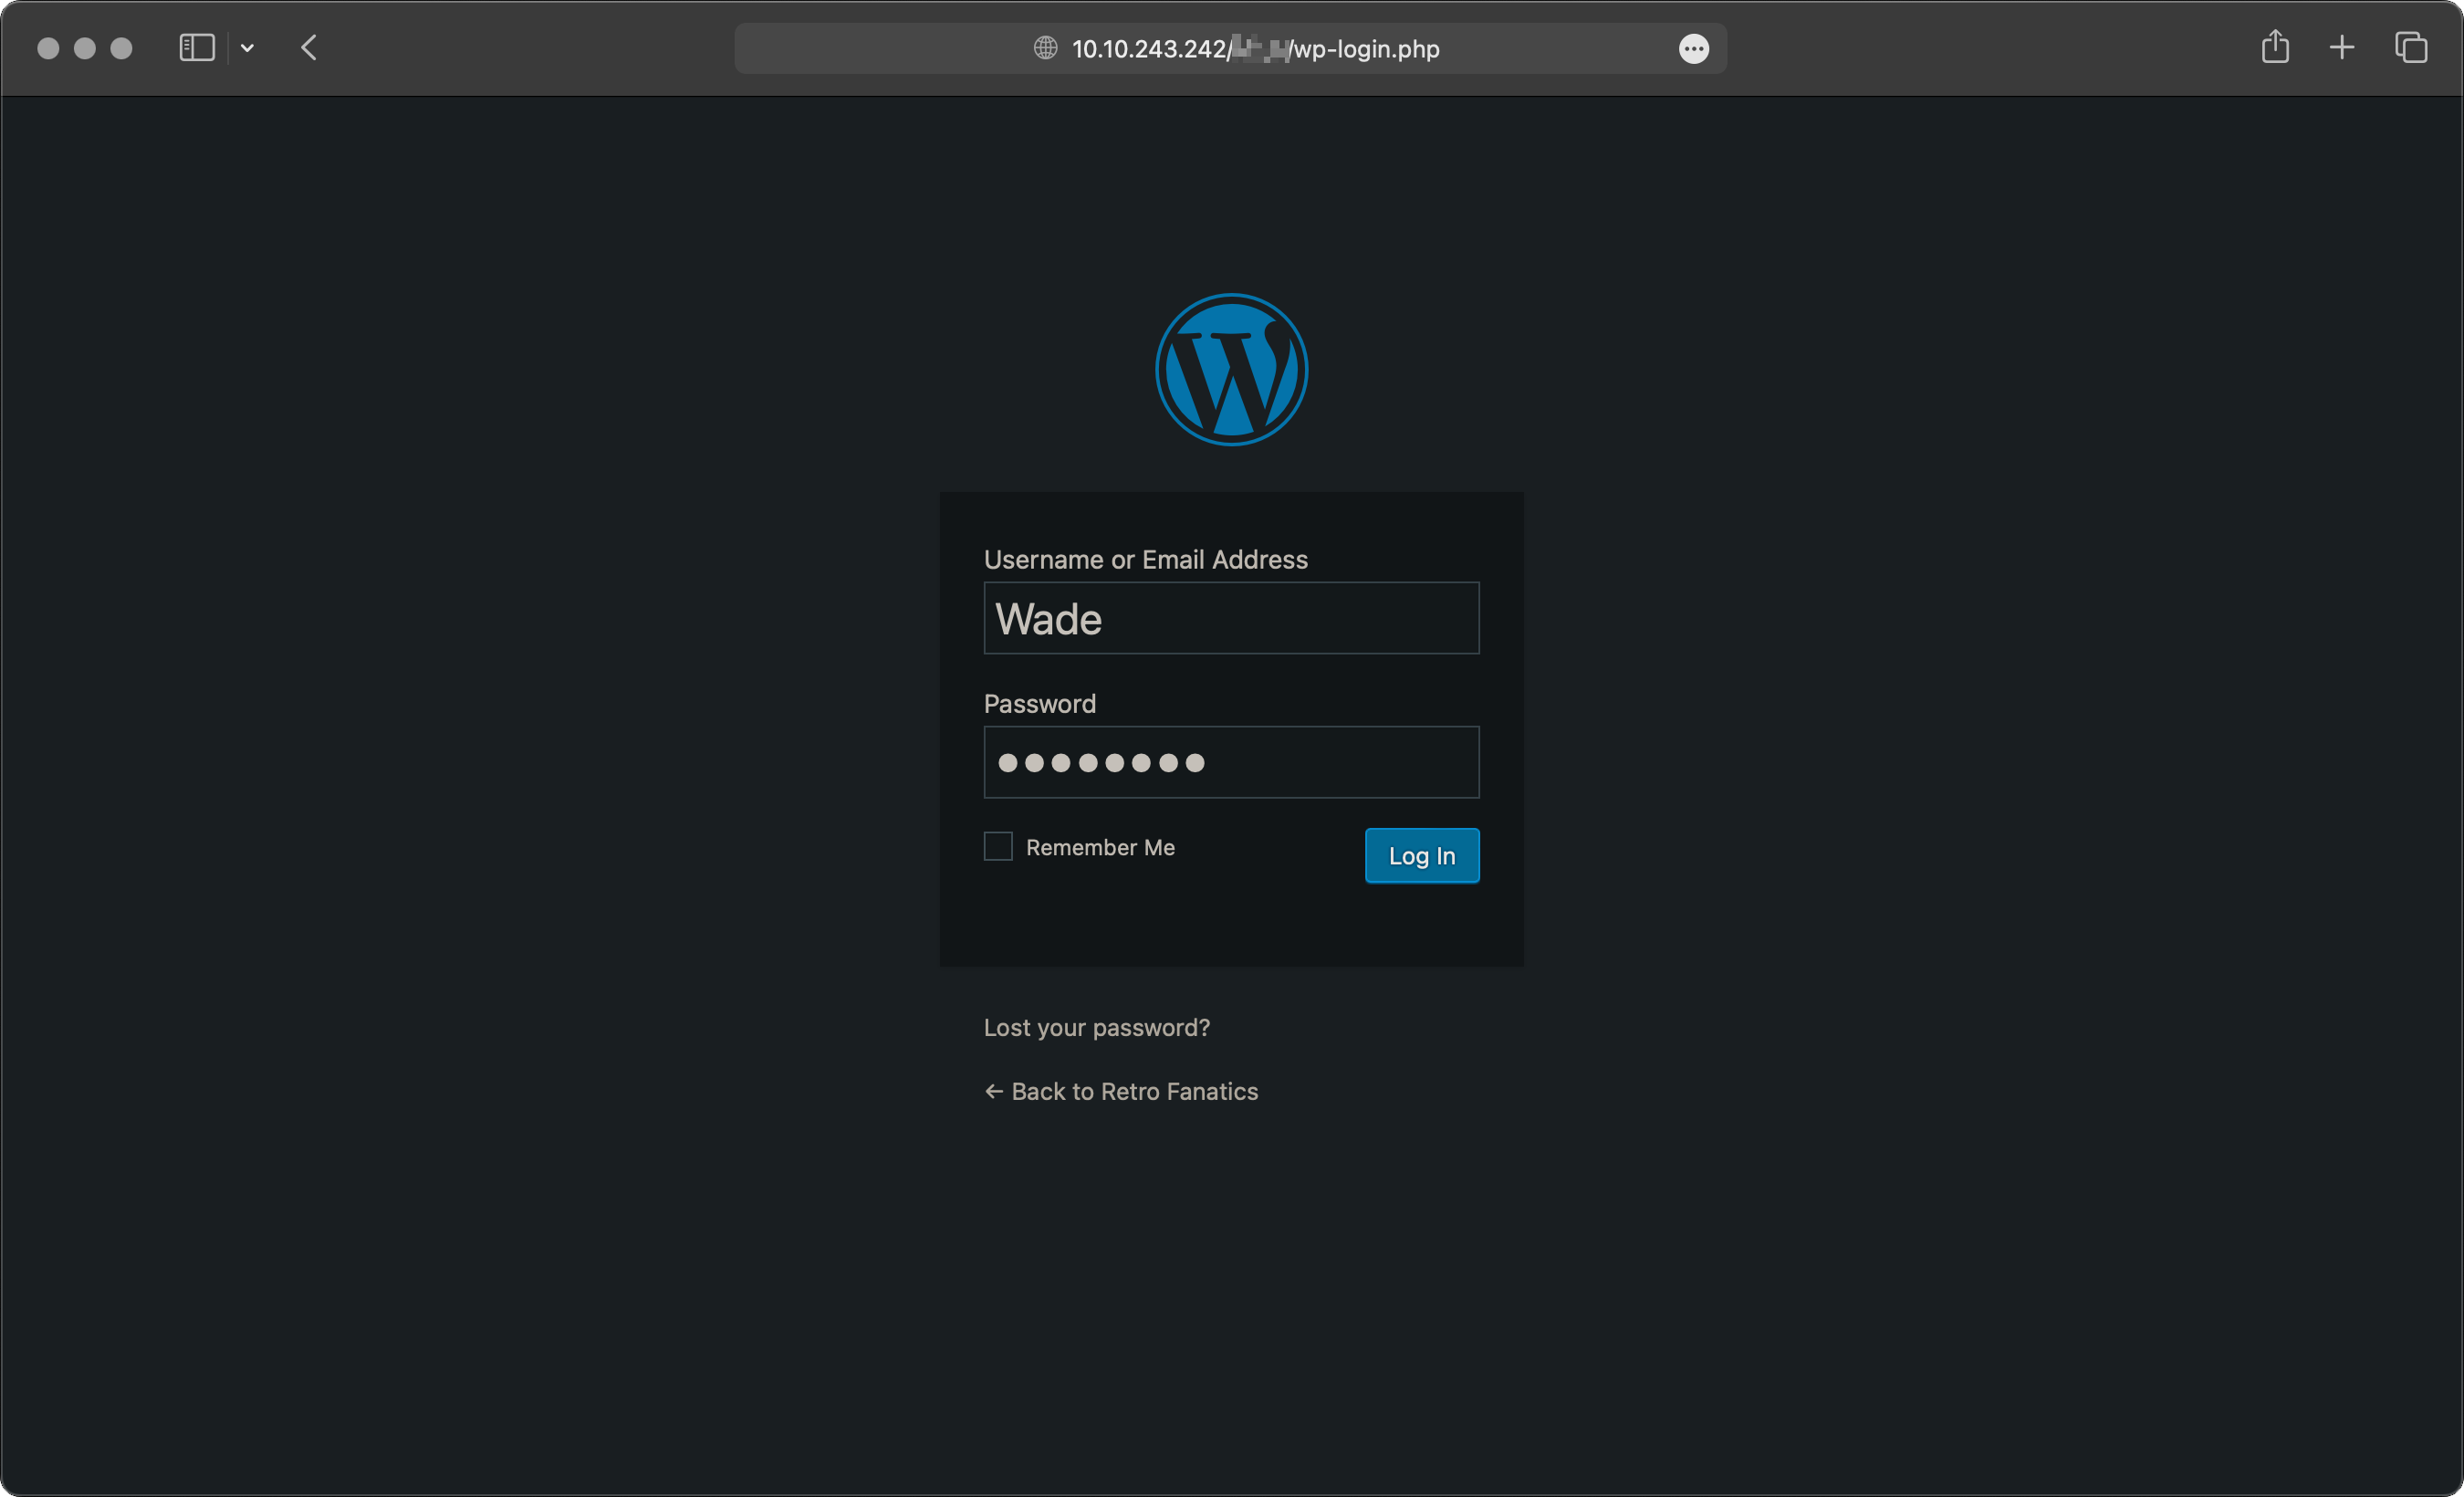 10.10.243.242/ /wp-login.php
Username or Email Address
Wade
Password
Remember Me
Log In
Lost your password?
← Back to Retro Fanatics